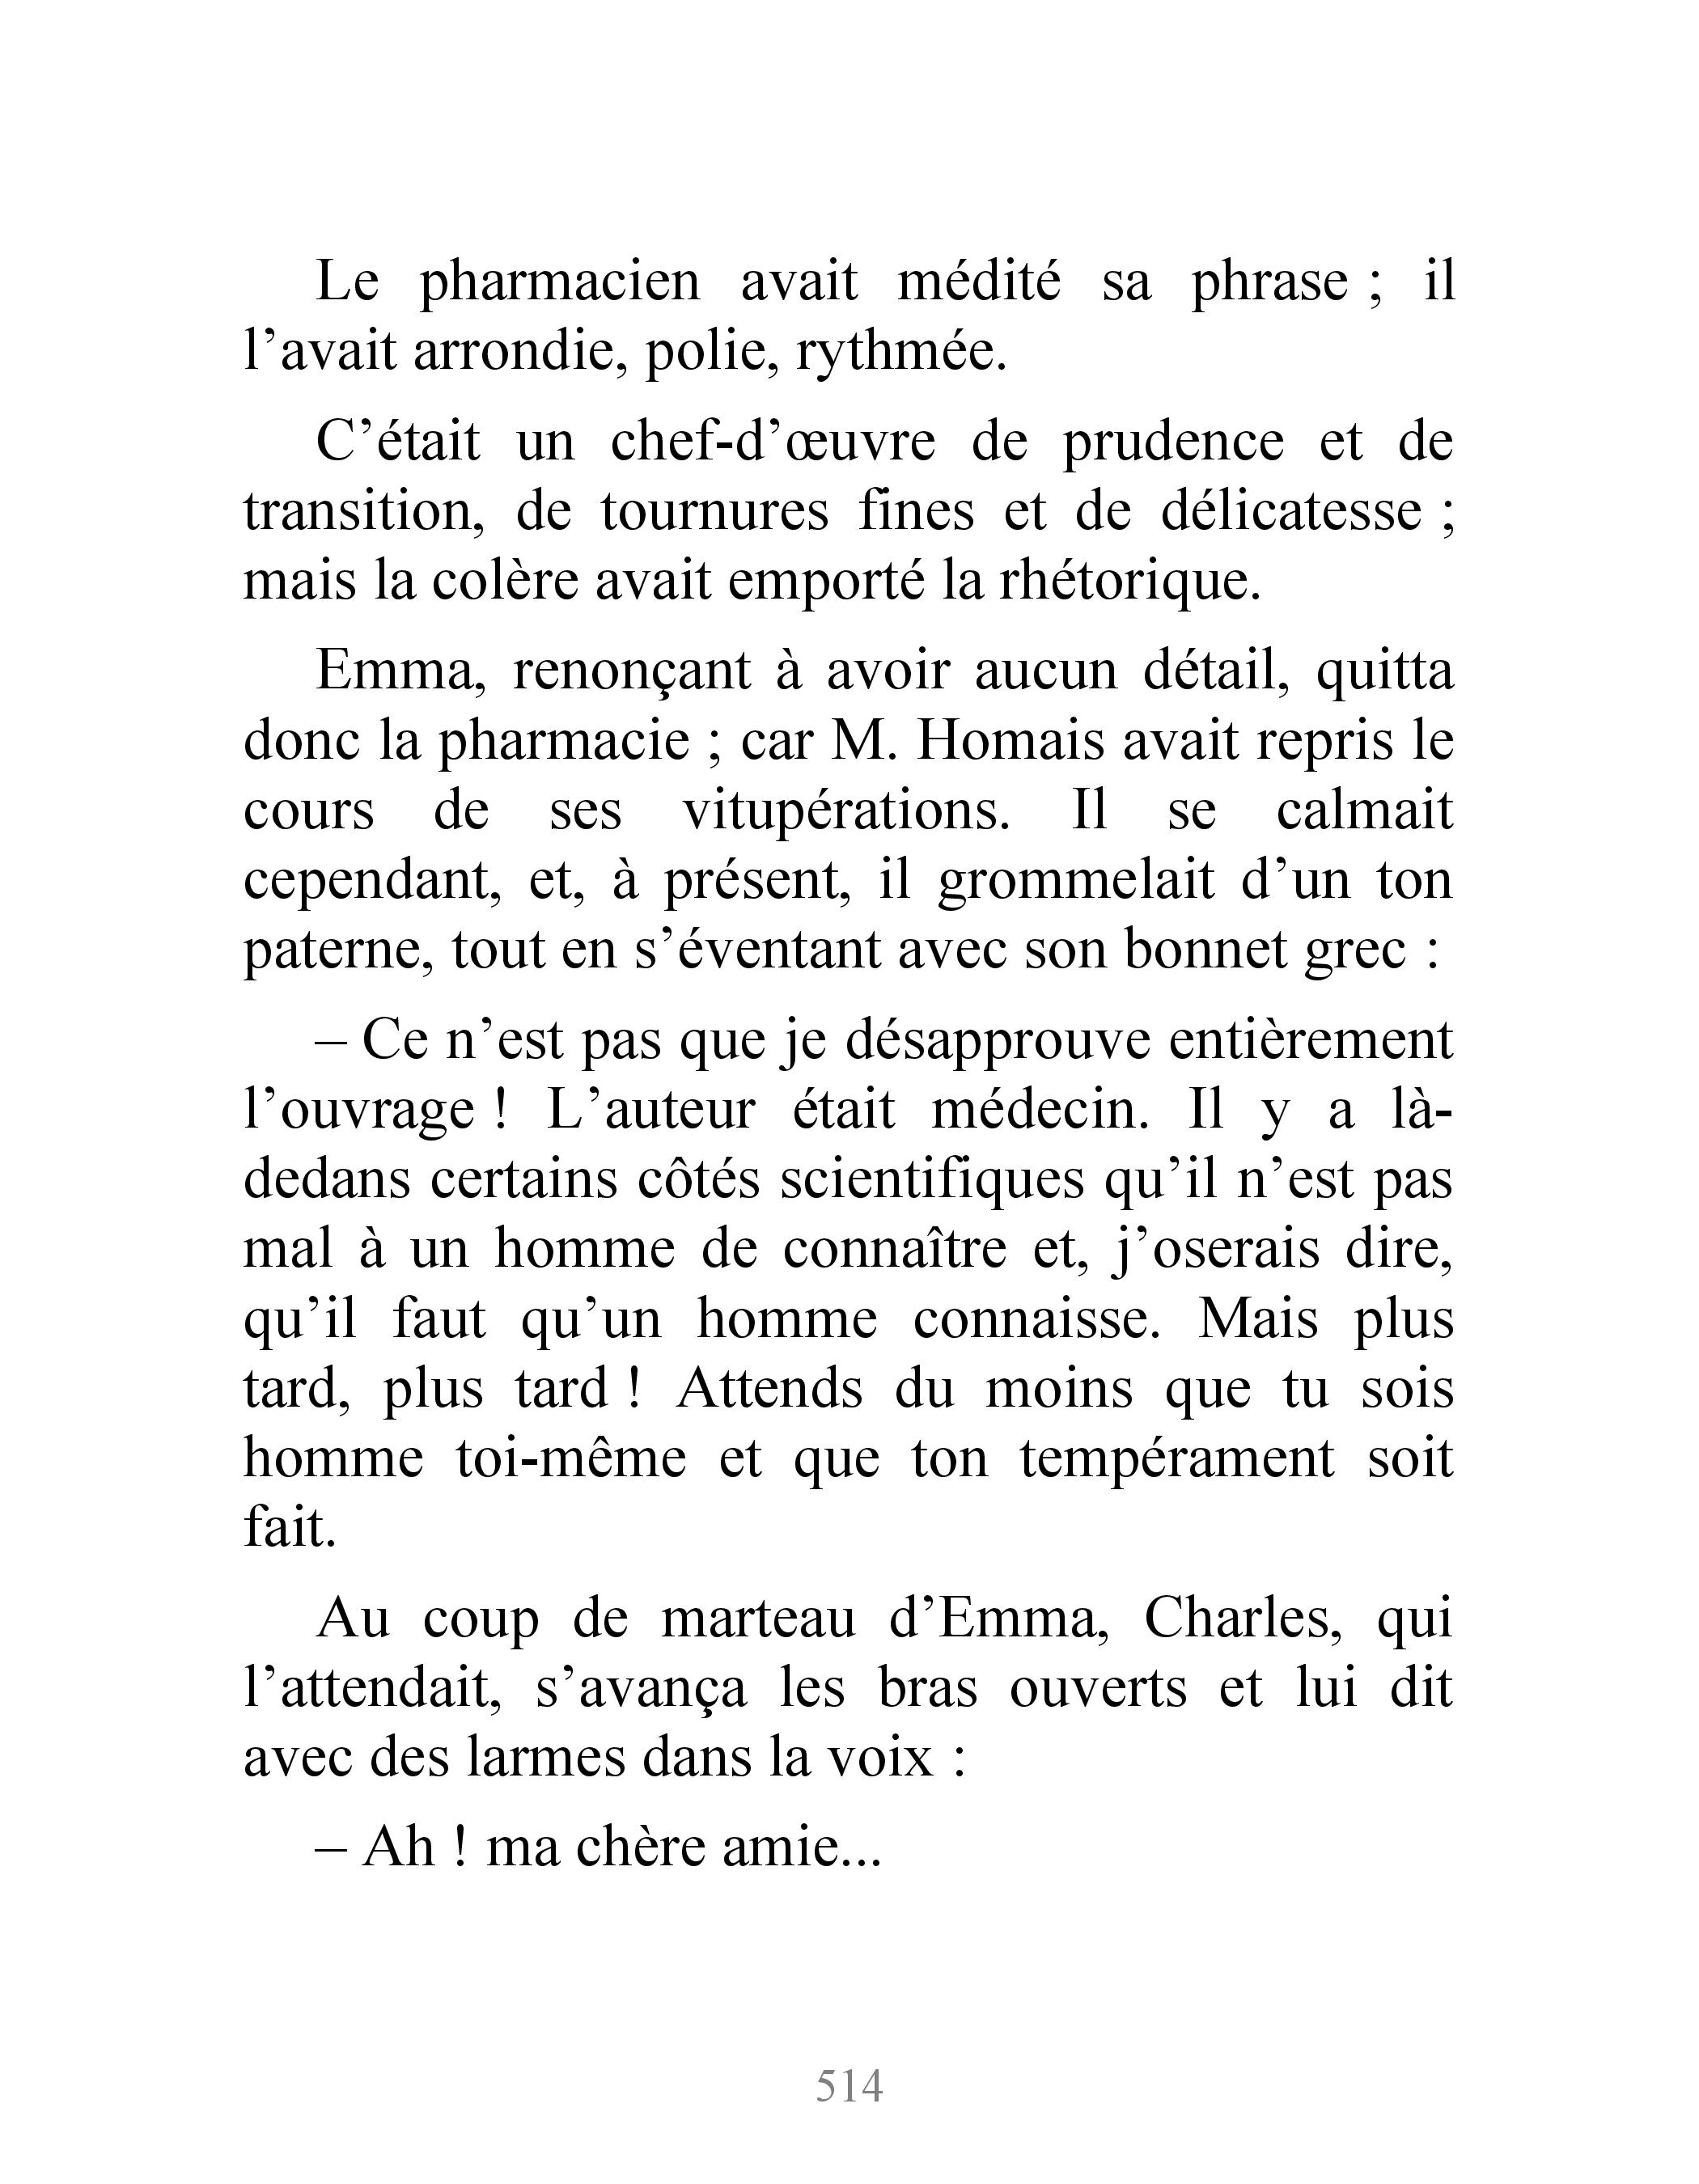 Le pharmacien avait médité sa phrase ; il
l’avait arrondie, polie, rythmée.
C’était un chef-d’œuvre de prudence et de
transition, de tournures fines et de délicatesse ;
mais la colère avait emporté la rhétorique.
Emma, renonçant à avoir aucun détail, quitta
donc la pharmacie ; car M. Homais avait repris le
cours de ses vitupérations. Il se calmait
cependant, et, à présent, il grommelait d’un ton
paterne, tout en s’éventant avec son bonnet grec :
– Ce n’est pas que je désapprouve entièrement
l’ouvrage ! L’auteur était médecin. Il y a là-
dedans certains côtés scientifiques qu’il n’est pas
mal à un homme de connaître et, j’oserais dire,
qu’il faut qu’un homme connaisse. Mais plus
tard, plus tard ! Attends du moins que tu sois
homme toi-même et que ton tempérament soit
fait.
Au coup de marteau d’Emma, Charles, qui
l’attendait, s’avança les bras ouverts et lui dit
avec des larmes dans la voix :
– Ah ! ma chère amie...
514